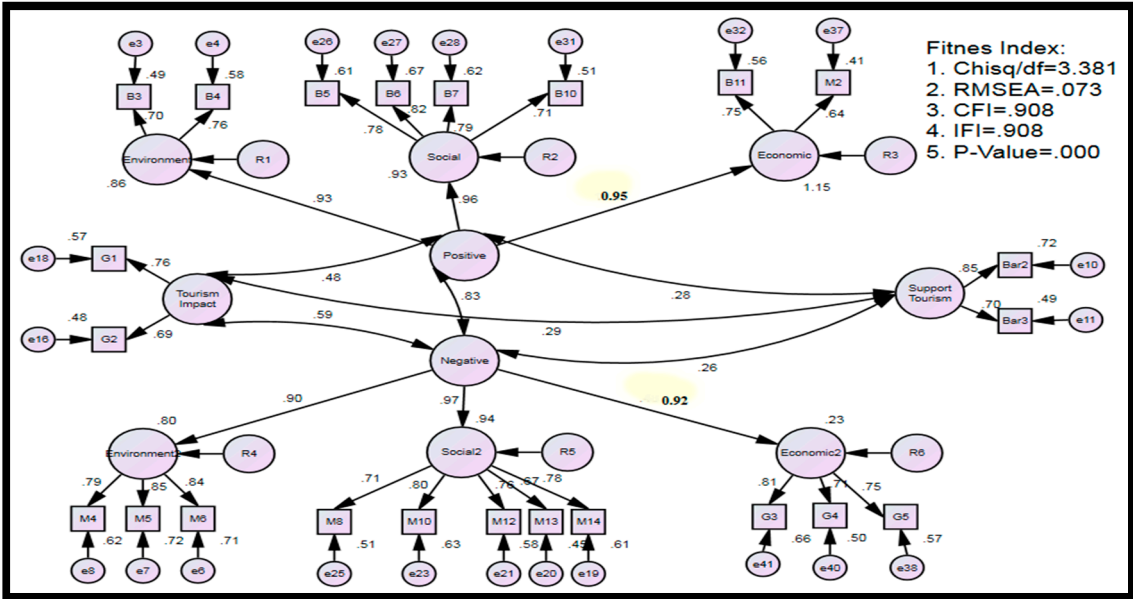 e3
e4
e26
e27
e28
e31
e32
e37
Fitnes Index:
1. Chisq/df=3.381
2. RMSEA=.073
3. CFI=.908
4. IFI=.908
5. P-Value=.000
.49
.58
.61
.67
.62
.51
.56
.41
B3
B4
B5
B6
B7
B10
B11
M2
.70
.76
.78
.82
.79
.71
.75
.64
Environment
R1
Social
R2
Economic
R3
.86
.93
1.15
.93
.96
0.95
.57
e18
G1
.76
Positive
.72
Bar2
e10
.85
.48
.83
.28
Tourism
Impact
Support
Tourism
.70
.49
Bar3
e11
.48
e16
G2
.69
.59
.29
Negative
.26
.90
.97
0.92
.80
.94
.23
Environment2
R4
Social2
R5
Economic2
R6
.79
.85
.84
.71
.80
.76
.67
.78
.81
.71
.75
M4
M5
M6
M8
M10
M12
M13
M14
G3
G4
G5
.62
.72
.71
.51
.63
.58
.45
.61
.66
.50
.57
e8
e7
e6
e25
e23
e21
e20
e19
e41
e40
e38